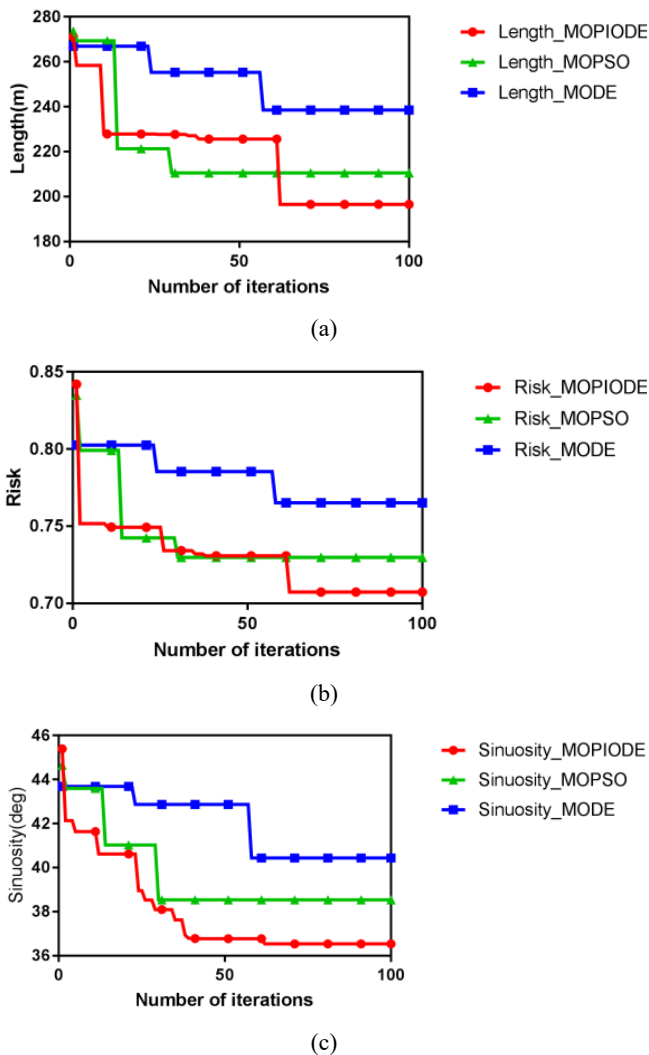 280
260
240
220
200
180
Length(m)
0
50
100
Number of iterations
Length_MOPIODE
Length_MOPSO
Length_MODE
(a)
0.85
0.80
0.75
0.70
Risk
0
50
100
Number of iterations
Risk_MOPIODE
Risk_MOPSO
Risk_MODE
(b)
46
44
42
40
38
36
Sinuosity(deg)
0
50
100
Number of iterations
Sinuosity_MOPIODE
Sinuosity_MOPSO
Sinuosity_MODE
(c)